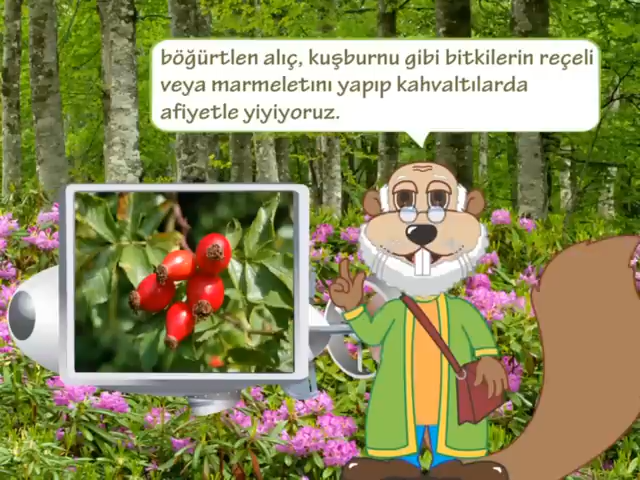 böğürtlen alıç, kuşburnu gibi bitkilerin reçeli
veya marmeletını yapıp kahvaltılarda
afiyetle yiyiyoruz.